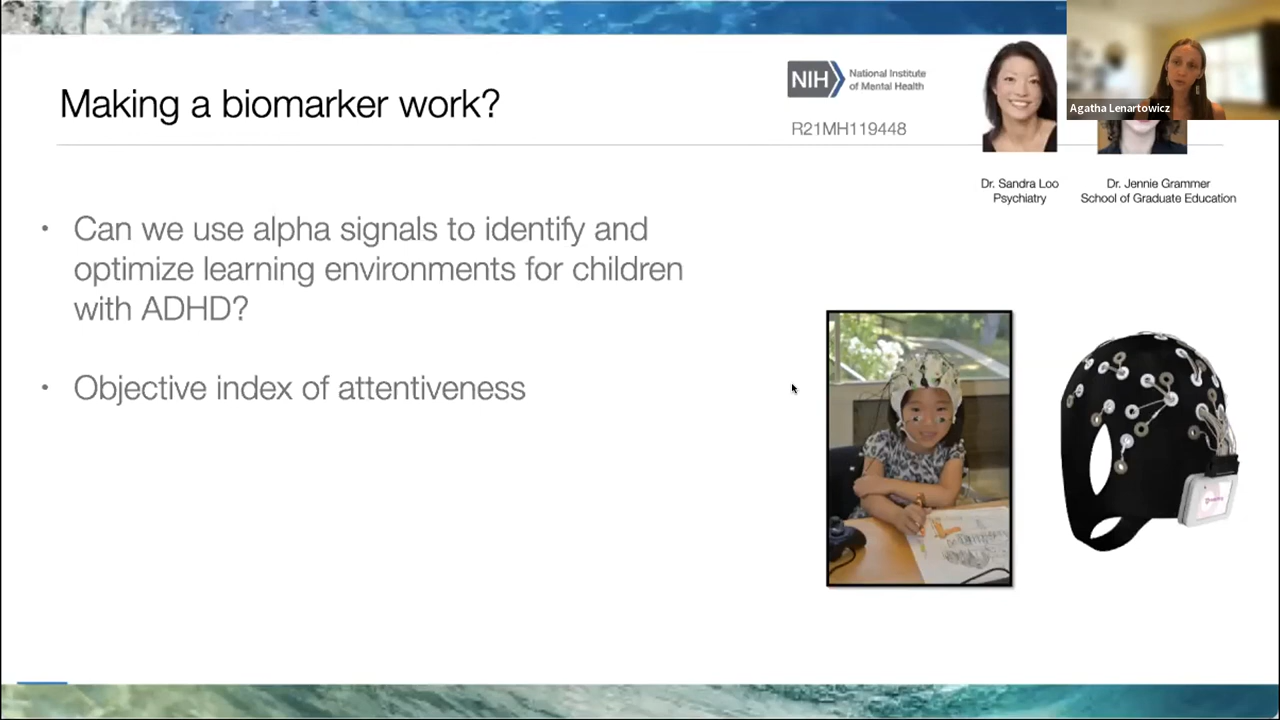 Making a biomarker work?
NIH
National Institute
of Mental Health
R21MH119448
Agatha Lenartowicz
Dr. Sandra Loo
Psychiatry
Dr. Jennie Grammer
School of Graduate Education
• Can we use alpha signals to identify and
optimize learning environments for children
with ADHD?
• Objective index of attentiveness